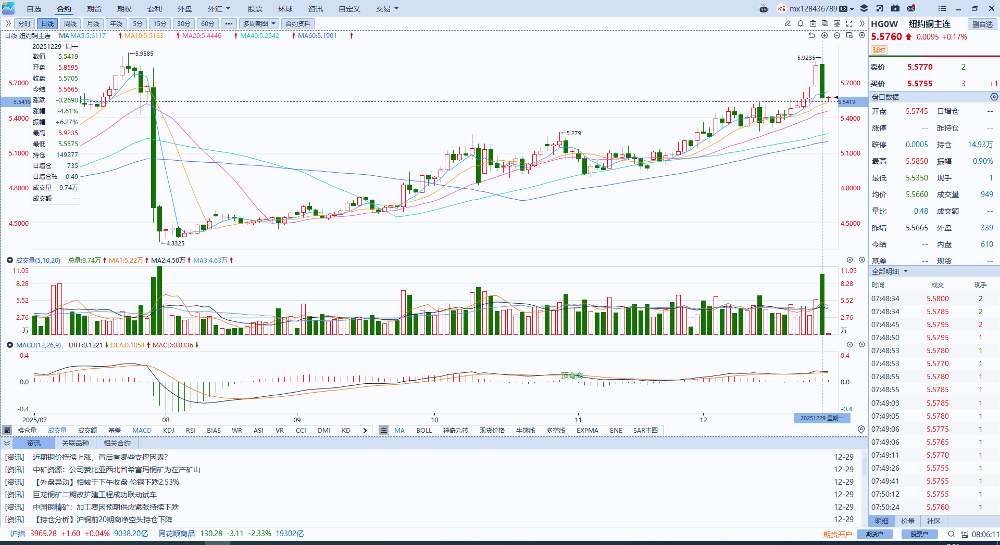 自选 合约 期货 期权 套利 外盘 外汇 股票 环球 资讯 自定义 交易 mx128436789 L2
分时 日线 周线 月线 年线 5分 15分 30分 60分 ••• 多周期图 合约资料
日线 纽约铜主连 MA MA5:5.6117 MA10:5.5163 MA20:5.4446 MA40:5.2542 MA60:5.1901
20251229 周一
数值 5.5419
开盘 5.8595
收盘 5.5705
今结 5.5665
涨跌 -0.2690
涨幅 -4.61%
振幅 +6.27%
最高 5.9235
最低 5.5575
持仓 149277
日增仓 735
日增仓% 0.49
成交量 9.74万
成交额 --
5.7000
5.5419
5.4000
5.1000
4.8000
4.5000
5.9585
4.3325
5.279
5.9235
5.7000
5.5419
5.4000
5.1000
4.8000
4.5000
成交量(5,10,20) 总量:9.74万 MA1:5.22万 MA2:4.50万 MA3:4.63万
11.05 11.05
8.28 8.28
5.52 5.52
2.76 2.76
万 万
MACD(12,26,9) DIFF:0.1221 DEA:0.1053 MACD:0.0336
0.4 0.4
顶背离
0.0 0.0
-0.4 -0.4
2025/07 08 09 10 11 12 20251229 星期一
副 持仓量 成交量 成交额 基差 MACD KDJ RSI BIAS WR ASI VR CCI DMI KD 主 MA BOLL 神奇九转 现货价格 牛熊线 多空线 EXPMA ENE SAR主图
资讯 关联品种 相关合约
[资讯] 近期铜价持续上涨，背后有哪些支撑因素？ 12-29
[资讯] 中矿资源：公司赞比亚西北省希富玛铜矿为在产矿山 12-29
[资讯] 【外盘异动】相较于下午收盘 伦铜下跌2.53% 12-29
[资讯] 巨龙铜矿二期改扩建工程成功联动试车 12-29
[资讯] 中国铜精矿：加工费因预期供应紧张持续下跌 12-29
[资讯] 【持仓分析】沪铜前20期商净空头持仓下降 12-29
HG0W 纽约铜主连 删自选
5.5760 0.0095 +0.17%
延时
卖价 5.5770 2
买价 5.5755 3 +1
盘口数据
开盘 5.5745 日增仓 --
涨停 -- 昨持仓 --
跌停 0.0005 持仓 14.93万
最高 5.5850 振幅 0.90%
最低 5.5350 现手 1
均价 5.5660 成交量 949
量比 0.48 成交额 --
昨结 5.5665 外盘 339
今结 -- 内盘 610
基差 -- 现货 --
全部明细
时间 成交 现手
07:48:34 5.5800 2
07:48:34 5.5785 2
07:48:45 5.5795 2
07:48:50 5.5795 1
07:48:53 5.5780 1
07:48:53 5.5770 1
07:48:55 5.5780 1
07:48:55 5.5785 1
07:49:03 5.5785 1
07:49:05 5.5780 1
07:49:06 5.5775 1
07:49:06 5.5765 1
07:49:11 5.5770 1
07:49:26 5.5755 1
07:49:41 5.5755 1
07:50:12 5.5755 1
07:50:24 5.5760 1
明细 价量 社区
沪指 3965.28 +1.60 +0.04% 9038.20亿 同花顺商品 130.28 -3.11 -2.33% 19302亿 期货开户 期货户 股票户 08:06:11